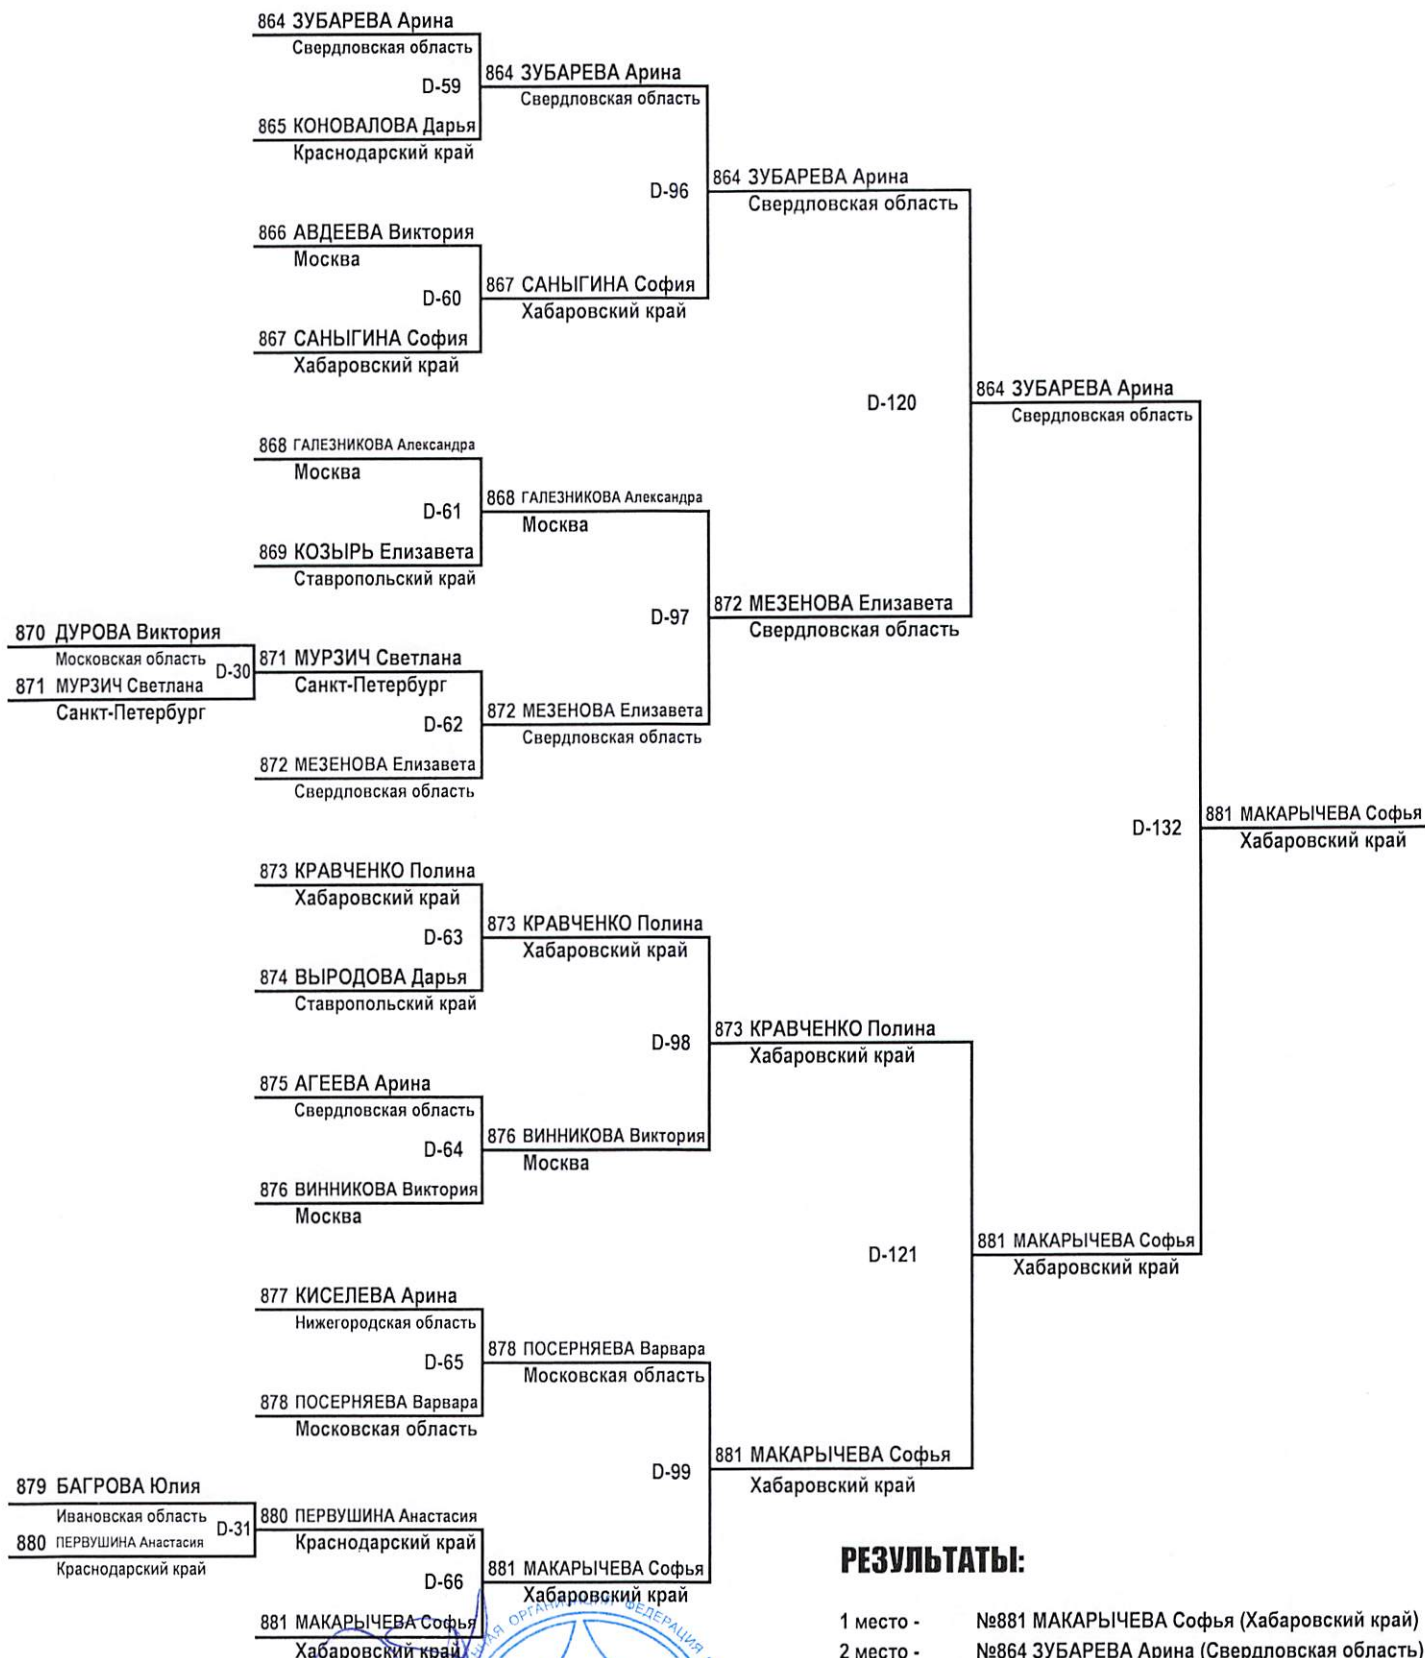 864 ЗУБАРЕВА Арина
Свердловская область
D-59
865 КОНОВАЛОВА Дарья
Краснодарский край
864 ЗУБАРЕВА Арина
Свердловская область
D-96
866 АВДЕЕВА Виктория
Москва
D-60
867 САНЫГИНА София
Хабаровский край
867 САНЫГИНА София
Хабаровский край
864 ЗУБАРЕВА Арина
Свердловская область
D-120
868 ГАЛЕЗНИКОВА Александра
Москва
D-61
869 КОЗЫРЬ Елизавета
Ставропольский край
868 ГАЛЕЗНИКОВА Александра
Москва
D-97
870 ДУРОВА Виктория
Московская область
D-30
871 МУРЗИЧ Светлана
Санкт-Петербург
871 МУРЗИЧ Светлана
Санкт-Петербург
D-62
872 МЕЗЕНОВА Елизавета
Свердловская область
872 МЕЗЕНОВА Елизавета
Свердловская область
872 МЕЗЕНОВА Елизавета
Свердловская область
864 ЗУБАРЕВА Арина
Свердловская область
D-132
881 МАКАРЫЧЕВА Софья
Хабаровский край
873 КРАВЧЕНКО Полина
Хабаровский край
D-63
874 ВЫРОДОВА Дарья
Ставропольский край
873 КРАВЧЕНКО Полина
Хабаровский край
D-98
875 АГЕЕВА Арина
Свердловская область
D-64
876 ВИННИКОВА Виктория
Москва
876 ВИННИКОВА Виктория
Москва
873 КРАВЧЕНКО Полина
Хабаровский край
D-121
881 МАКАРЫЧЕВА Софья
Хабаровский край
877 КИСЕЛЕВА Арина
Нижегородская область
D-65
878 ПОСЕРНЯЕВА Варвара
Московская область
878 ПОСЕРНЯЕВА Варвара
Московская область
D-99
881 МАКАРЫЧЕВА Софья
Хабаровский край
879 БАГРОВА Юлия
Ивановская область
D-31
880 ПЕРВУШИНА Анастасия
Краснодарский край
880 ПЕРВУШИНА Анастасия
Краснодарский край
D-66
881 МАКАРЫЧЕВА Софья
Хабаровский край
881 МАКАРЫЧЕВА Софья
Хабаровский край
ФЕДЕРАЦИЯ
РЕЗУЛЬТАТЫ:
1 место - №881 МАКАРЫЧЕВА Софья (Хабаровский край)
2 место - №864 ЗУБАРЕВА Арина (Свердловская область)